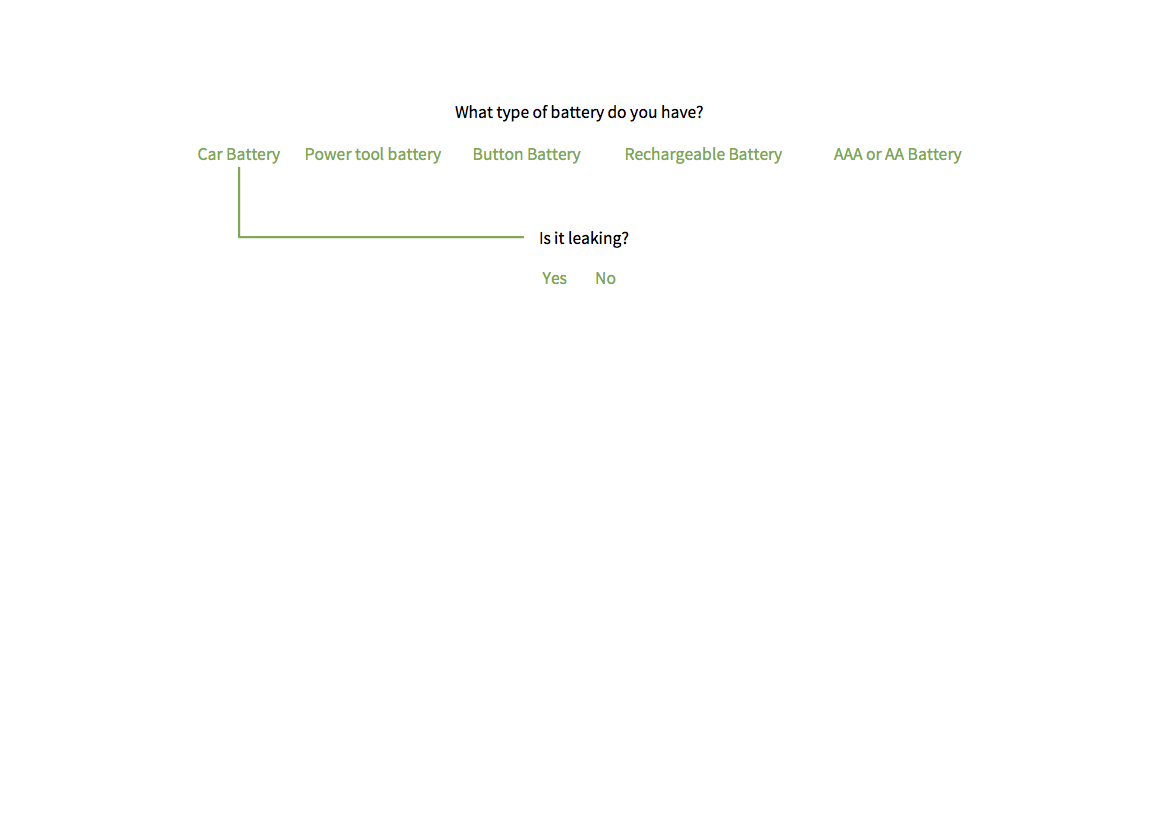 What type of battery do you have?
Car Battery Power tool battery Button Battery Rechargeable Battery AAA or AA Battery
Is it leaking?
Yes No